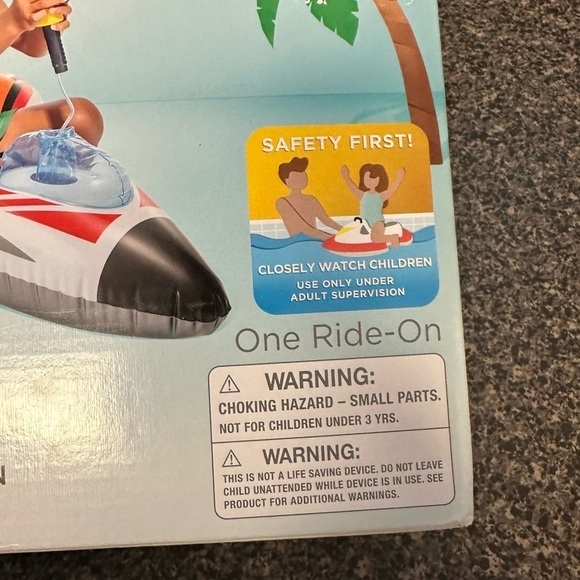 SAFETY FIRST!
CLOSELY WATCH CHILDREN
USE ONLY UNDER
ADULT SUPERVISION
One Ride-On
⚠ WARNING:
CHOKING HAZARD – SMALL PARTS.
NOT FOR CHILDREN UNDER 3 YRS.
⚠ WARNING:
THIS IS NOT A LIFE SAVING DEVICE. DO NOT LEAVE
CHILD UNATTENDED WHILE DEVICE IS IN USE. SEE
PRODUCT FOR ADDITIONAL WARNINGS.